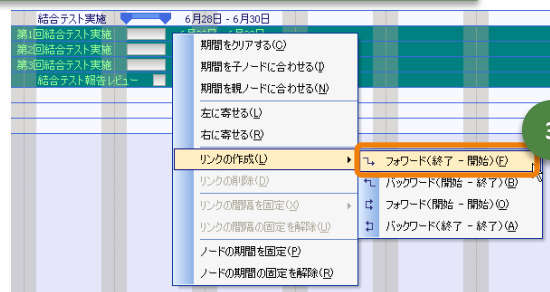 結合テスト実施 6月28日 - 6月30日
第1回結合テスト実施
第2回結合テスト実施
第3回結合テスト実施
結合テスト報告レビュー
期間をクリアする(C)
期間を子ノードに合わせる(I)
期間を親ノードに合わせる(N)
左に寄せる(L)
右に寄せる(R)
リンクの作成(L)
リンクの削除(D)
リンクの間隔を固定(X)
リンクの間隔の固定を解除(U)
ノードの期間を固定(P)
ノードの期間の固定を解除(R)
3
フォワード(終了 - 開始)(F)
バックワード(開始 - 終了)(B)
フォワード(開始 - 開始)(O)
バックワード(終了 - 終了)(A)